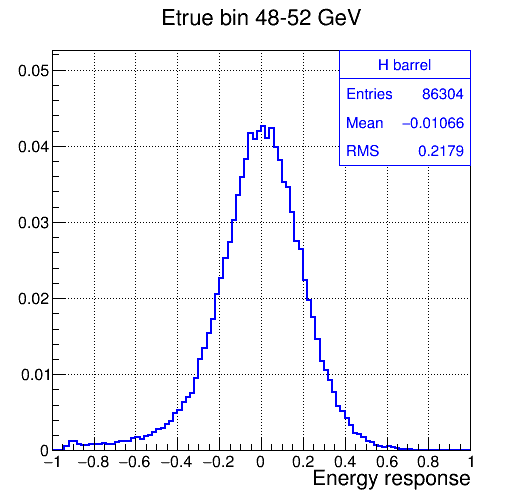 Etrue bin 48-52 GeV
H barrel
Entries 86304
Mean −0.01066
RMS 0.2179
0.05
0.04
0.03
0.02
0.01
0
−1 −0.8 −0.6 −0.4 −0.2 0 0.2 0.4 0.6 0.8 1
Energy response